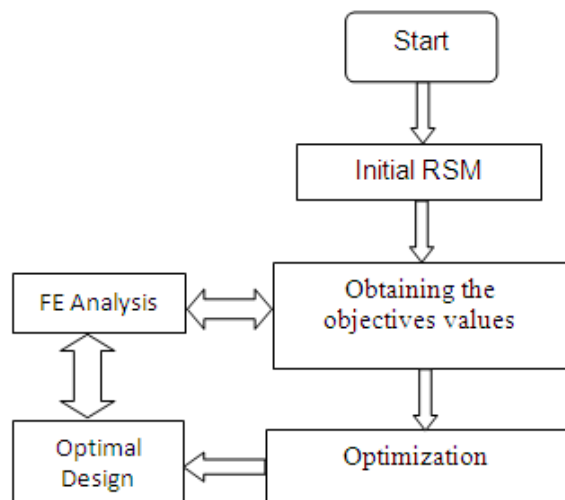 Start
Initial RSM
Obtaining the
objectives values
FE Analysis
Optimization
Optimal
Design